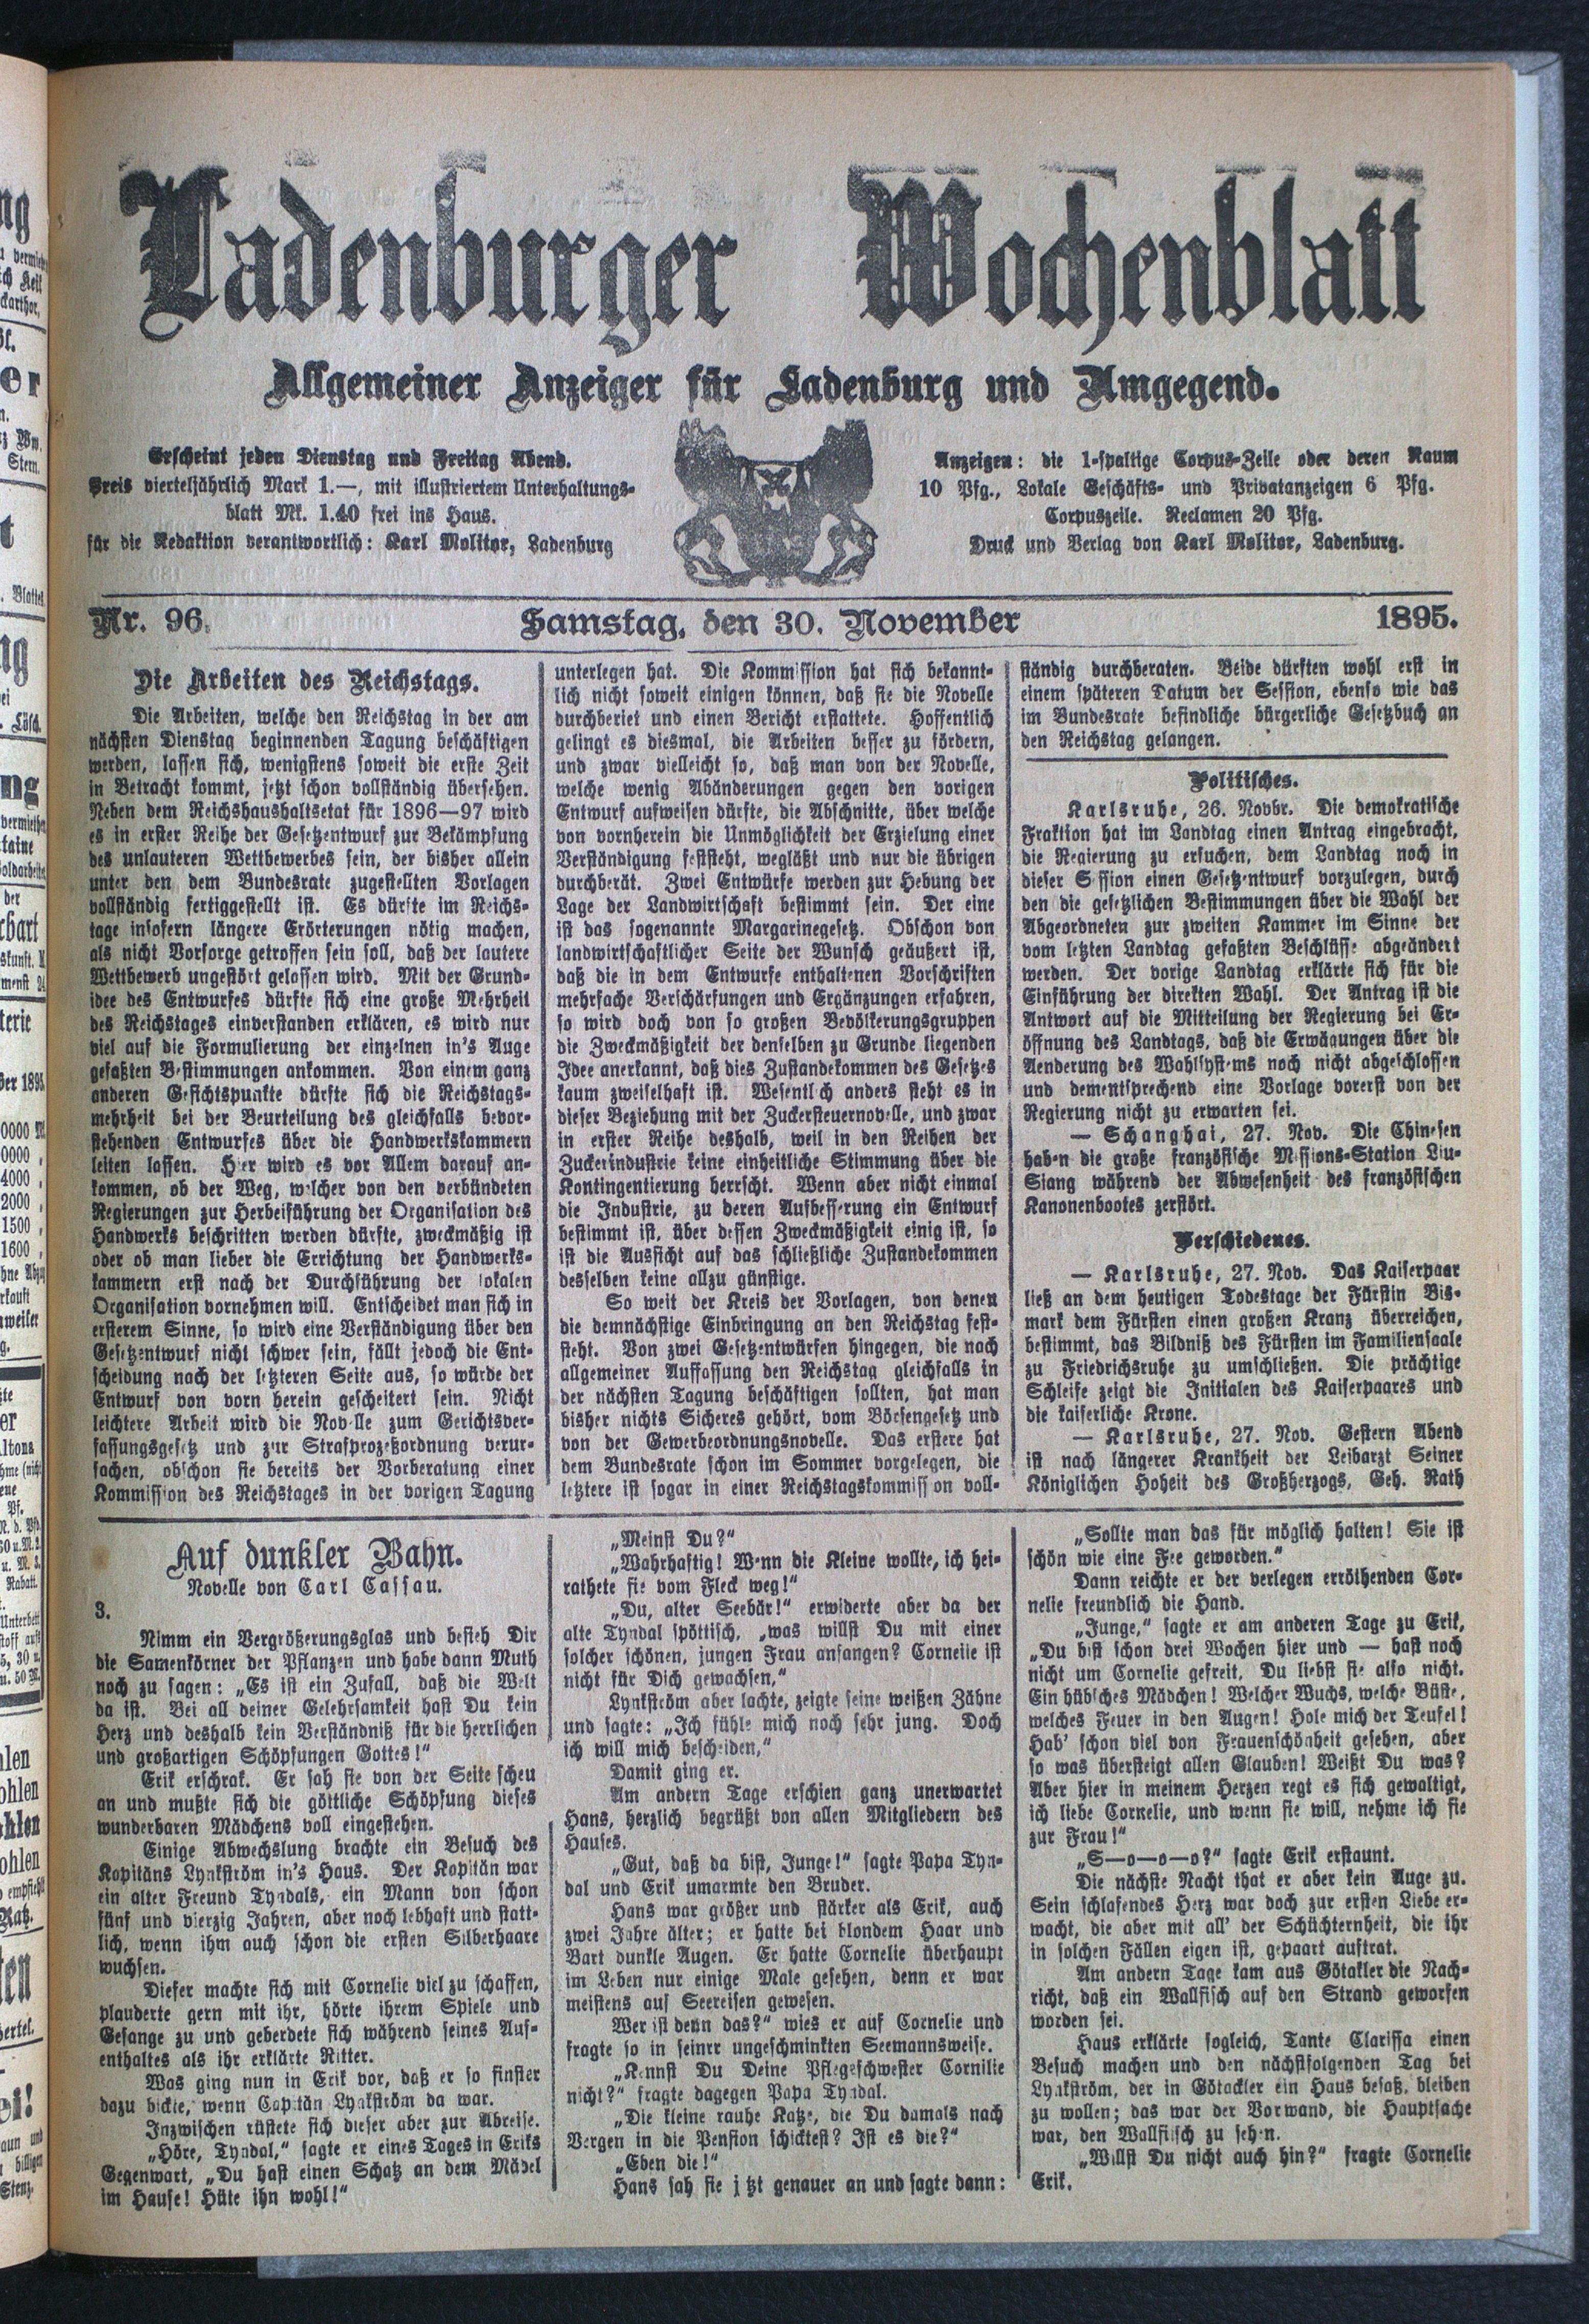 Ladenburger Wochenblatt
Allgemeiner Anzeiger für Ladenburg und Umgegend.
Erscheint jeden Dienstag und Freitag Abend.
Preis vierteljährlich Mark 1.—, mit illustriertem Unterhaltungs-
blatt Mk. 1.40 frei ins Haus.
für die Redaktion verantwortlich: Karl Molitor, Ladenburg
Anzeigen: die 1-spaltige Corpus-Zeile oder deren Raum
10 Pfg., Lokale Geschäfts- und Privatanzeigen 6 Pfg.
Corpuszeile. Reclamen 20 Pfg.
Druck und Verlag von Karl Molitor, Ladenburg.
Nr. 96. Samstag, den 30. November 1895.
Die Arbeiten des Reichstags.
Die Arbeiten, welche den Reichstag in der am
nächsten Dienstag beginnenden Tagung beschäftigen
werden, lassen sich, wenigstens soweit die erste Zeit
in Betracht kommt, jetzt schon vollständig übersehen.
Neben dem Reichshaushaltsetat für 1896—97 wird
es in erster Reihe der Gesetzentwurf zur Bekämpfung
des unlauteren Wettbewerbes sein, der bisher allein
unter den dem Bundesrate zugestellten Vorlagen
vollständig fertiggestellt ist. Es dürfte im Reichs-
tage insofern längere Erörterungen nötig machen,
als nicht Vorsorge getroffen sein soll, daß der lautere
Wettbewerb ungestört gelassen wird. Mit der Grund-
idee des Entwurfes dürfte sich eine große Mehrheit
des Reichstages einverstanden erklären, es wird nur
viel auf die Formulierung der einzelnen in's Auge
gefaßten Bestimmungen ankommen. Von einem ganz
anderen Gesichtspunkte dürfte sich die Reichstags-
mehrheit bei der Beurteilung des gleichfalls bevor-
stehenden Entwurfes über die Handwerkskammern
leiten lassen. Hier wird es vor Allem darauf an-
kommen, ob der Weg, welcher von den verbündeten
Regierungen zur Herbeiführung der Organisation des
Handwerks beschritten werden dürfte, zweckmäßig ist
oder ob man lieber die Errichtung der Handwerks-
kammern erst nach der Durchführung der lokalen
Organisation vornehmen will. Entscheidet man sich in
ersterem Sinne, so wird eine Verständigung über den
Gesetzentwurf nicht schwer sein, fällt jedoch die Ent-
scheidung nach der letzteren Seite aus, so würde der
Entwurf von vorn herein gescheitert sein. Nicht
leichtere Arbeit wird die Novelle zum Gerichtsver-
fassungsgesetz und zur Strafprozeßordnung verur-
sachen, obschon sie bereits der Vorberatung einer
Kommission des Reichstages in der vorigen Tagung
unterlegen hat. Die Kommission hat sich bekannt-
lich nicht soweit einigen können, daß sie die Novelle
durchberiet und einen Bericht erstattete. Hoffentlich
gelingt es diesmal, die Arbeiten besser zu fördern,
und zwar vielleicht so, daß man von der Novelle,
welche wenig Abänderungen gegen den vorigen
Entwurf aufweisen dürfte, die Abschnitte, über welche
von vornherein die Unmöglichkeit der Erzielung einer
Verständigung feststeht, wegläßt und nur die übrigen
durchberät. Zwei Entwürfe werden zur Hebung der
Lage der Landwirtschaft bestimmt sein. Der eine
ist das sogenannte Margarinegesetz. Obschon von
landwirtschaftlicher Seite der Wunsch geäußert ist,
daß die in dem Entwurfe enthaltenen Vorschriften
mehrfache Verschärfungen und Ergänzungen erfahren,
so wird doch von so großen Bevölkerungsgruppen
die Zweckmäßigkeit der denselben zu Grunde liegenden
Idee anerkannt, daß dies Zustandekommen des Gesetzes
kaum zweifelhaft ist. Wesentlich anders steht es in
dieser Beziehung mit der Zuckersteuernovelle, und zwar
in erster Reihe deshalb, weil in den Reihen der
Zuckerindustrie keine einheitliche Stimmung über die
Kontingentierung herrscht. Wenn aber nicht einmal
die Industrie, zu deren Aufbesserung ein Entwurf
bestimmt ist, über dessen Zweckmäßigkeit einig ist, so
ist die Aussicht auf das schließliche Zustandekommen
desselben keine allzu günstige.
So weit der Kreis der Vorlagen, von denen
die demnächstige Einbringung an den Reichstag fest-
steht. Von zwei Gesetzentwürfen hingegen, die nach
allgemeiner Auffassung den Reichstag gleichfalls in
der nächsten Tagung beschäftigen sollten, hat man
bisher nichts Sicheres gehört, vom Börsengesetz und
von der Gewerbeordnungsnovelle. Das erstere hat
dem Bundesrate schon im Sommer vorgelegen, die
letztere ist sogar in einer Reichstagskommission voll-
ständig durchberaten. Beide dürften wohl erst in
einem späteren Datum der Session, ebenso wie das
im Bundesrate befindliche bürgerliche Gesetzbuch an
den Reichstag gelangen.
Politisches.
Karlsruhe, 26. Novbr. Die demokratische
Fraktion hat im Landtag einen Antrag eingebracht,
die Regierung zu ersuchen, dem Landtag noch in
dieser Session einen Gesetzentwurf vorzulegen, durch
den die gesetzlichen Bestimmungen über die Wahl der
Abgeordneten zur zweiten Kammer im Sinne der
vom letzten Landtag gefaßten Beschlüsse abgeändert
werden. Der vorige Landtag erklärte sich für die
Einführung der direkten Wahl. Der Antrag ist die
Antwort auf die Mitteilung der Regierung bei Er-
öffnung des Landtags, daß die Erwägungen über die
Aenderung des Wahlsystems noch nicht abgeschlossen
und dementsprechend eine Vorlage vorerst von der
Regierung nicht zu erwarten sei.
— Schanghai, 27. Nov. Die Chinesen
haben die große französische Missions-Station Liu-
Siang während der Abwesenheit des französischen
Kanonenbootes zerstört.
Verschiedenes.
— Karlsruhe, 27. Nov. Das Kaiserpaar
ließ an dem heutigen Todestage der Fürstin Bis-
mark dem Fürsten einen großen Kranz überreichen,
bestimmt, das Bildniß des Fürsten im Familiensaale
zu Friedrichsruhe zu umschließen. Die prächtige
Schleife zeigt die Initialen des Kaiserpaares und
die kaiserliche Krone.
— Karlsruhe, 27. Nov. Gestern Abend
ist nach längerer Krankheit der Leibarzt Seiner
Königlichen Hoheit des Großherzogs, Geh. Rath
Auf dunkler Bahn.
Novelle von Carl Cassau.
3.
Nimm ein Vergrößerungsglas und besieh Dir
die Samenkörner der Pflanzen und habe dann Muth
noch zu sagen: „Es ist ein Zufall, daß die Welt
da ist. Bei all deiner Gelehrsamkeit hast Du kein
Herz und deshalb kein Verständniß für die herrlichen
und großartigen Schöpfungen Gottes!“
Erik erschrak. Er sah sie von der Seite scheu
an und mußte sich die göttliche Schöpfung dieses
wunderbaren Mädchens voll eingestehen.
Einige Abwechslung brachte ein Besuch des
Kapitäns Lynkström in's Haus. Der Kapitän war
ein alter Freund Tyndals, ein Mann von schon
fünf und vierzig Jahren, aber noch lebhaft und statt-
lich, wenn ihm auch schon die ersten Silberhaare
wuchsen.
Dieser machte sich mit Cornelie viel zu schaffen,
plauderte gern mit ihr, hörte ihrem Spiele und
Gesange zu und geberdete sich während seines Auf-
enthaltes als ihr erklärte Ritter.
Was ging nun in Erik vor, daß er so finster
dazu blickte, wenn Capitän Lynkström da war.
Inzwischen rüstete sich dieser aber zur Abreise.
„Höre, Tyndal,“ sagte er eines Tages in Eriks
Gegenwart, „Du hast einen Schatz an dem Mädel
im Hause! Hüte ihn wohl!“
„Meinst Du?“
„Wahrhaftig! Wenn die Kleine wollte, ich hei-
rathete sie vom Fleck weg!“
„Du, alter Seebär!“ erwiderte aber da der
alte Tyndal spöttisch, „was willst Du mit einer
solcher schönen, jungen Frau anfangen? Cornelie ist
nicht für Dich gewachsen,“
Lynkström aber lachte, zeigte seine weißen Zähne
und sagte: „Ich fühle mich noch sehr jung. Doch
ich will mich bescheiden,“
Damit ging er.
Am andern Tage erschien ganz unerwartet
Hans, herzlich begrüßt von allen Mitgliedern des
Hauses.
„Gut, daß da bist, Junge!“ sagte Papa Tyn-
dal und Erik umarmte den Bruder.
Hans war größer und stärker als Erik, auch
zwei Jahre älter; er hatte bei blondem Haar und
Bart dunkle Augen. Er hatte Cornelie überhaupt
im Leben nur einige Male gesehen, denn er war
meistens auf Seereisen gewesen.
Wer ist denn das?“ wies er auf Cornelie und
fragte so in seiner ungeschminkten Seemannsweise.
„Kennst Du Deine Pflegeschwester Cornilie
nicht?“ fragte dagegen Papa Tyndal.
„Die kleine rauhe Katze, die Du damals nach
Bergen in die Pension schicktest? Ist es die?“
„Eben die!“
Hans sah sie jetzt genauer an und sagte dann:
„Sollte man das für möglich halten! Sie ist
schön wie eine Fee geworden.“
Dann reichte er der verlegen erröthenden Cor-
nelie freundlich die Hand.
„Junge,“ sagte er am anderen Tage zu Erik,
„Du bist schon drei Wochen hier und — hast noch
nicht um Cornelie gefreit, Du liebst sie also nicht.
Ein hübsches Mädchen! Welcher Wuchs, welche Büste,
welches Feuer in den Augen! Hole mich der Teufel!
Hab' schon viel von Frauenschönheit gesehen, aber
so was übersteigt allen Glauben! Weißt Du was?
Aber hier in meinem Herzen regt es sich gewaltigt,
ich liebe Cornelie, und wenn sie will, nehme ich sie
zur Frau!“
„S—o—o—o?“ sagte Erik erstaunt.
Die nächste Nacht that er aber kein Auge zu.
Sein schlafendes Herz war doch zur ersten Liebe er-
wacht, die aber mit all' der Schüchternheit, die ihr
in solchen Fällen eigen ist, gepaart auftrat.
Am andern Tage kam aus Götakler die Nach-
richt, daß ein Wallfisch auf den Strand geworfen
worden sei.
Haus erklärte sogleich, Tante Clarissa einen
Besuch machen und den nächstfolgenden Tag bei
Lynkström, der in Götackler ein Haus besaß, bleiben
zu wollen; das war der Vorwand, die Hauptsache
war, den Wallfisch zu sehen.
„Willst Du nicht auch hin?“ fragte Cornelie
Erik.